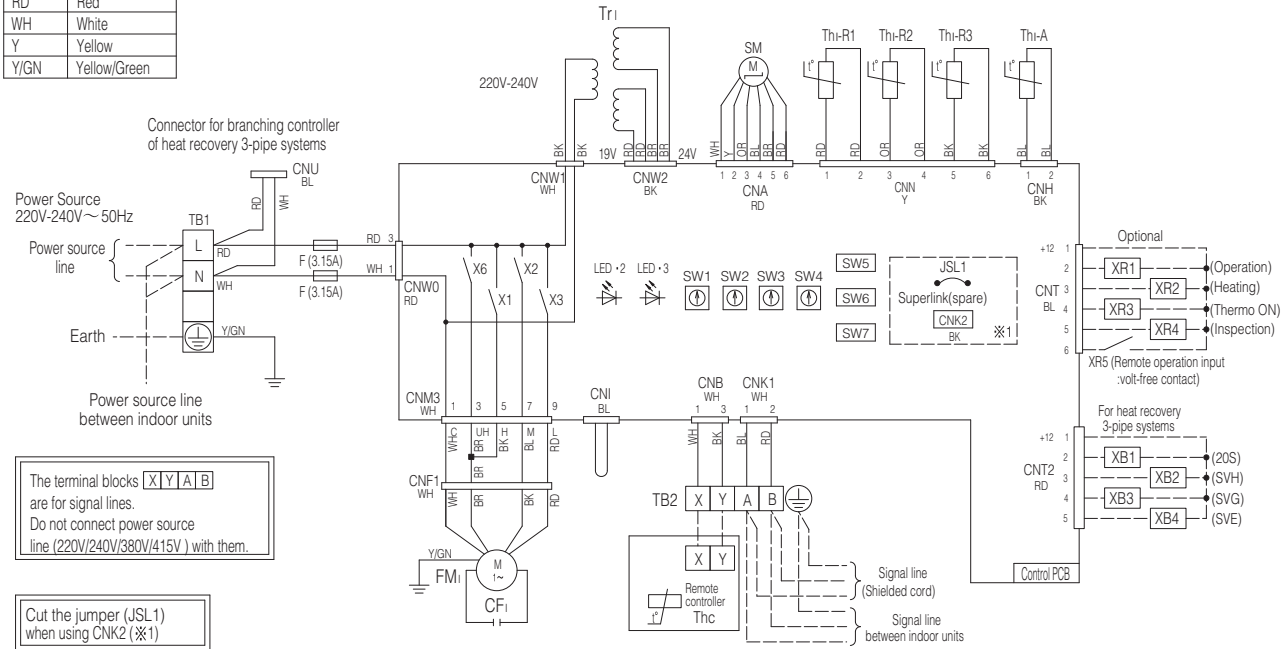 RD Red
WH White
Y Yellow
Y/GN Yellow/Green
Connector for branching controller
of heat recovery 3-pipe systems
CNU
BL
RD
WH
Power Source
220V-240V～50Hz
TB1
Power source
line
L
RD
N
WH
Earth
Y/GN
Power source line
between indoor units
F (3.15A)
F (3.15A)
RD 3
WH 1
CNW0
RD
220V-240V
TrI
BK
BK
CNW1
WH
19V
RD
RD
BR
BR
24V
CNW2
BK
SM
M
WH
Y
OR
BL
BR
RD
1 2 3 4 5 6
CNA
RD
ThI-R1
ThI-R2
ThI-R3
ThI-A
t°
t°
t°
t°
RD
RD
OR
OR
BK
BK
BL
BL
1 2 3 4 5 6
CNN
Y
1 2
CNH
BK
X6
X1
X2
X3
LED・2
LED・3
SW1
SW2
SW3
SW4
SW5
SW6
SW7
JSL1
Superlink(spare)
CNK2
BK
※1
Optional
+12
1
2
3
4
5
6
CNT
BL
XR1
(Operation)
XR2
(Heating)
XR3
(Thermo ON)
XR4
(Inspection)
XR5 (Remote operation input
:volt-free contact)
For heat recovery
3-pipe systems
+12
1
2
3
4
5
CNT2
RD
XB1
(20S)
XB2
(SVH)
XB3
(SVG)
XB4
(SVE)
Control PCB
CNM3
WH
1 3 5 7 9
C UH H M L
WH
BR
BK
BL
RD
BR
CNF1
WH
WH
BR
BK
RD
Y/GN
FMI
M
1~
CFI
CNI
BL
CNB
WH
1 3
WH
BK
CNK1
WH
1 2
BL
RD
TB2
X Y A B
X Y
Remote
controller
Thc
t°
Signal line
(Shielded cord)
Signal line
between indoor units
The terminal blocks X Y A B
are for signal lines.
Do not connect power source
line (220V/240V/380V/415V ) with them.
Cut the jumper (JSL1)
when using CNK2 (※1)